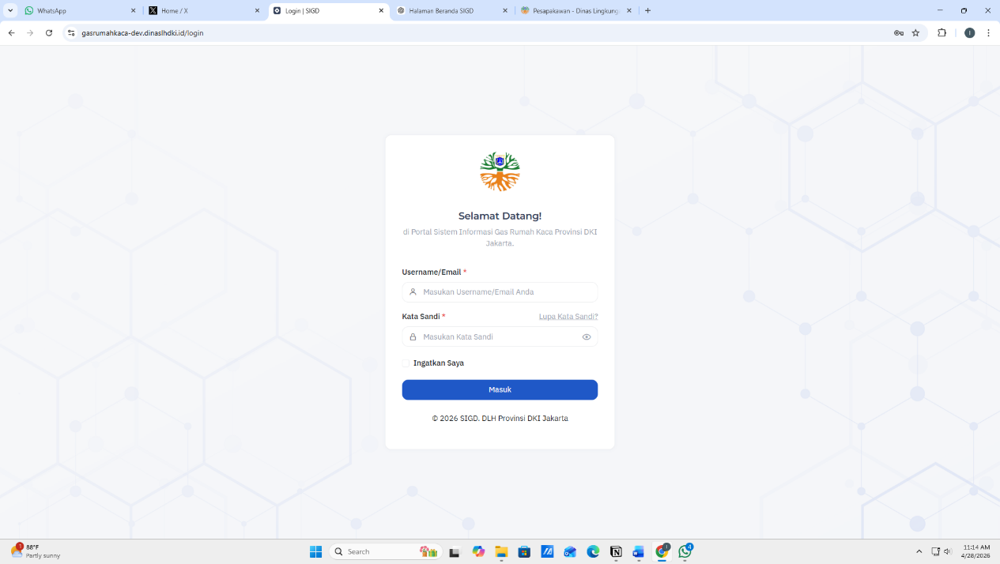 WhatsApp
Home / X
Login | SIGD
Halaman Beranda SIGD
Pesapakawan - Dinas Lingkung
gasrumahkaca-dev.dinaslhdki.id/login
I
Selamat Datang!
di Portal Sistem Informasi Gas Rumah Kaca Provinsi DKI
Jakarta.
Username/Email *
Masukan Username/Email Anda
Kata Sandi *
Lupa Kata Sandi?
Masukan Kata Sandi
Ingatkan Saya
Masuk
© 2026 SIGD. DLH Provinsi DKI Jakarta
1
88°F
Partly sunny
Search
4
11:14 AM
4/28/2026